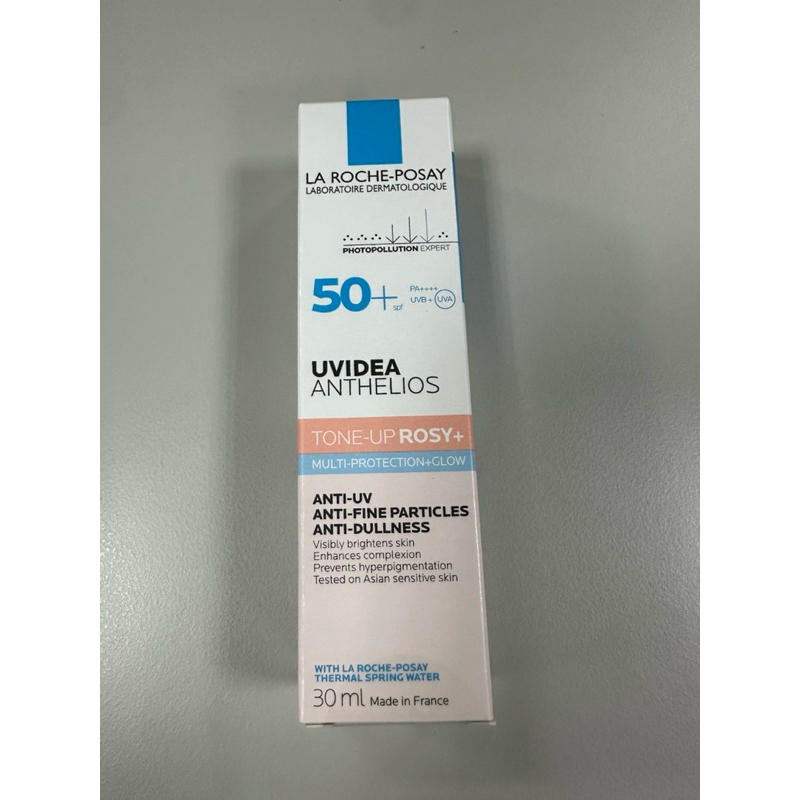 LA ROCHE-POSAY
LABORATOIRE DERMATOLOGIQUE
PHOTOPOLLUTION EXPERT
50+ spf
PA++++
UVB + UVA
UVIDEA
ANTHELIOS
TONE-UP ROSY+
MULTI-PROTECTION+GLOW
ANTI-UV
ANTI-FINE PARTICLES
ANTI-DULLNESS
Visibly brightens skin
Enhances complexion
Prevents hyperpigmentation
Tested on Asian sensitive skin
WITH LA ROCHE-POSAY
THERMAL SPRING WATER
30 ml Made in France